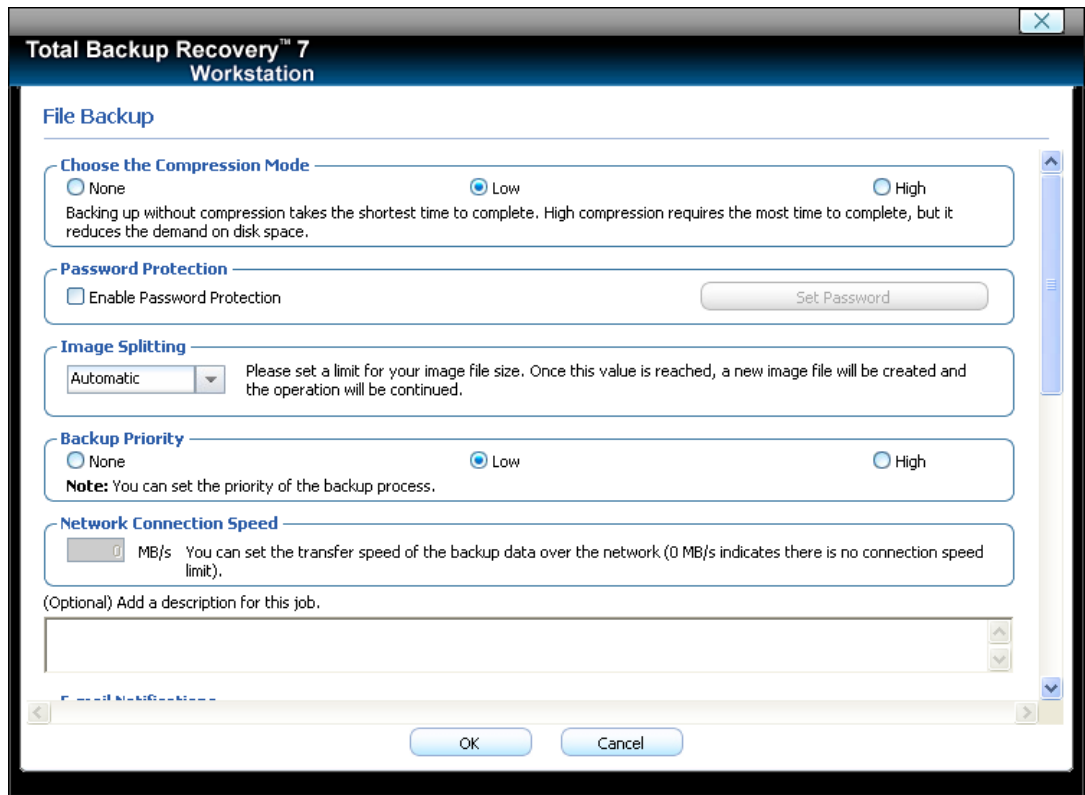 Total Backup Recovery™ 7
Workstation
File Backup
Choose the Compression Mode
None Low High
Backing up without compression takes the shortest time to complete. High compression requires the most time to complete, but it
reduces the demand on disk space.
Password Protection
Enable Password Protection Set Password
Image Splitting
Automatic
Please set a limit for your image file size. Once this value is reached, a new image file will be created and
the operation will be continued.
Backup Priority
None Low High
Note: You can set the priority of the backup process.
Network Connection Speed
0 MB/s You can set the transfer speed of the backup data over the network (0 MB/s indicates there is no connection speed
limit).
(Optional) Add a description for this job.
E-mail Notifications
OK Cancel